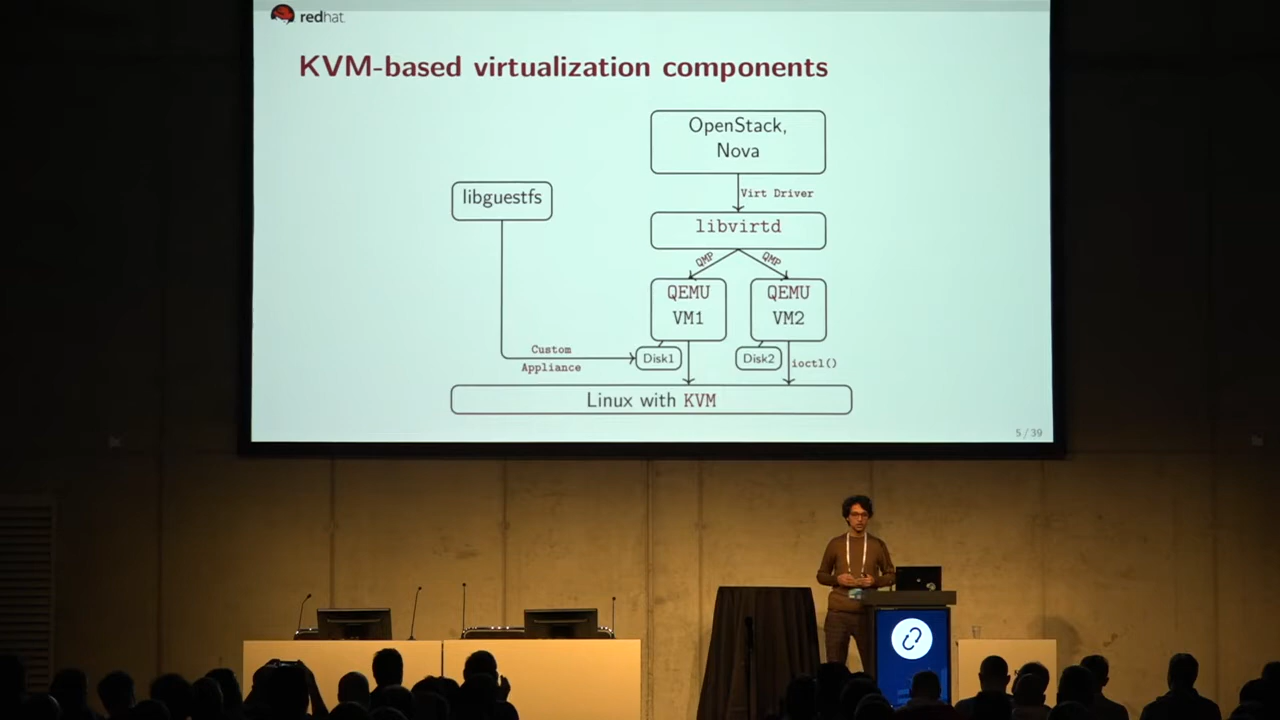 redhat.
KVM-based virtualization components
OpenStack,
Nova
Virt Driver
libguestfs
libvirtd
QMP
QMP
QEMU
VM1
QEMU
VM2
Custom
Appliance
Disk1
Disk2
ioctl()
Linux with KVM
5 / 39